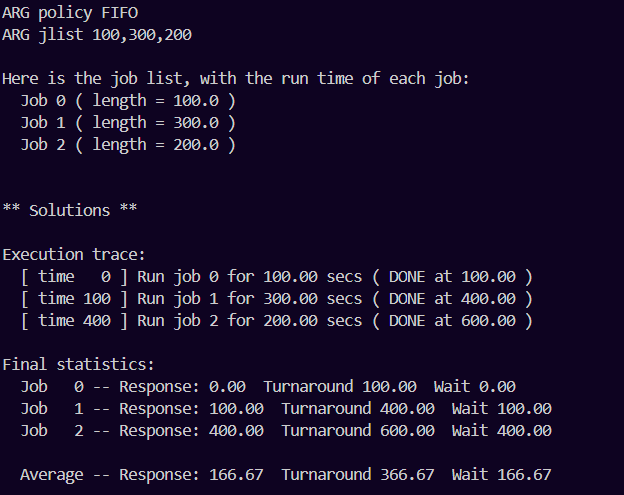 ARG policy FIFO
ARG jlist 100,300,200

Here is the job list, with the run time of each job:
  Job 0 ( length = 100.0 )
  Job 1 ( length = 300.0 )
  Job 2 ( length = 200.0 )


** Solutions **

Execution trace:
  [ time   0 ] Run job 0 for 100.00 secs ( DONE at 100.00 )
  [ time 100 ] Run job 1 for 300.00 secs ( DONE at 400.00 )
  [ time 400 ] Run job 2 for 200.00 secs ( DONE at 600.00 )

Final statistics:
  Job   0 -- Response: 0.00  Turnaround 100.00  Wait 0.00
  Job   1 -- Response: 100.00  Turnaround 400.00  Wait 100.00
  Job   2 -- Response: 400.00  Turnaround 600.00  Wait 400.00

  Average -- Response: 166.67  Turnaround 366.67  Wait 166.67